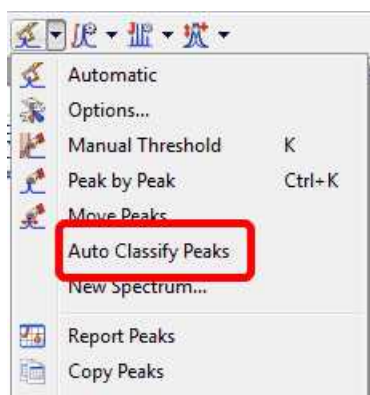 Automatic
Options...
Manual Threshold K
Peak by Peak Ctrl+K
Move Peaks
Auto Classify Peaks
New Spectrum...
Report Peaks
Copy Peaks